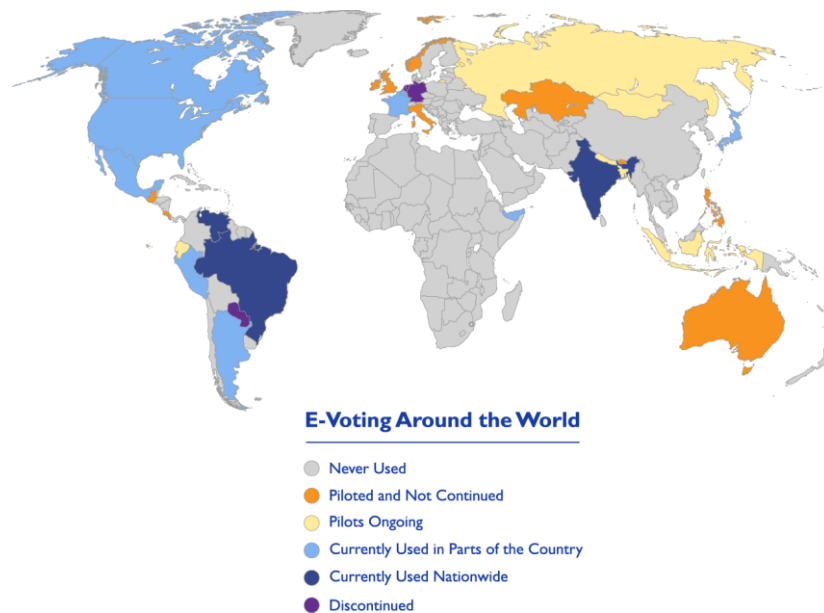 E-Voting Around the World
Never Used
Piloted and Not Continued
Pilots Ongoing
Currently Used in Parts of the Country
Currently Used Nationwide
Discontinued